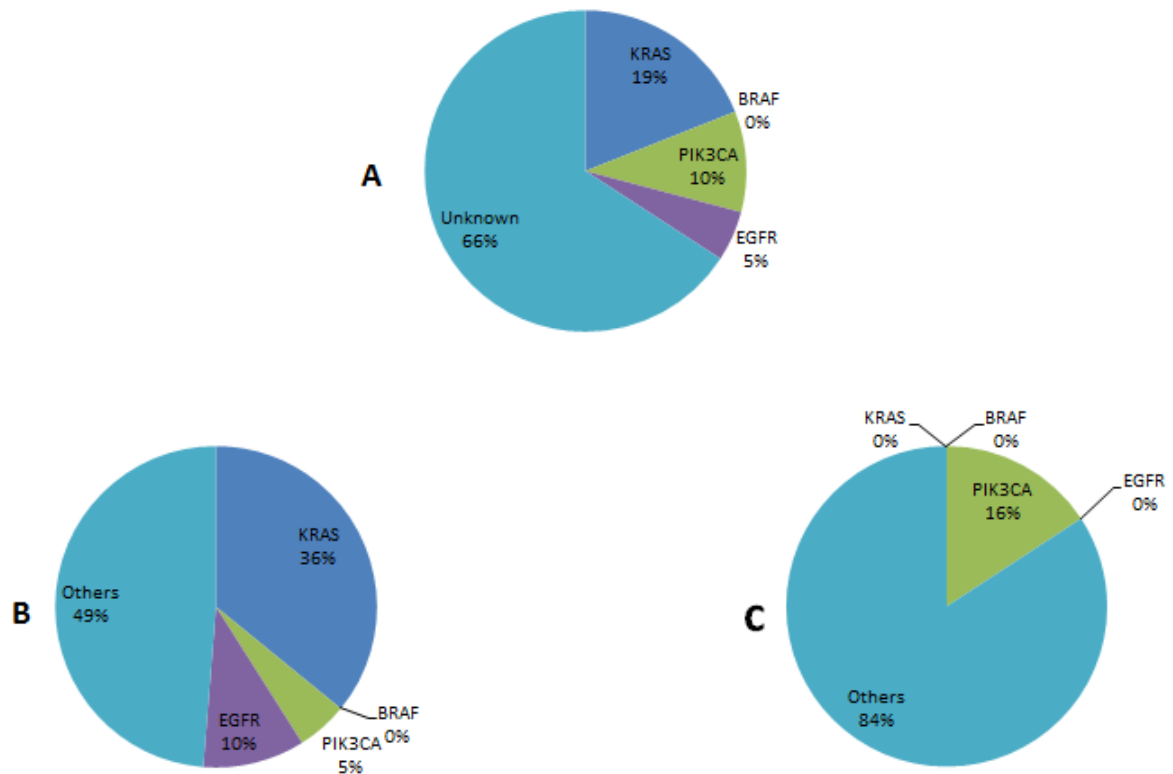 KRAS
19%
BRAF
0%
A
PIK3CA
10%
Unknown
66%
EGFR
5%
B
KRAS
36%
Others
49%
BRAF
0%
EGFR
10%
PIK3CA
5%
C
KRAS
0%
BRAF
0%
PIK3CA
16%
EGFR
0%
Others
84%